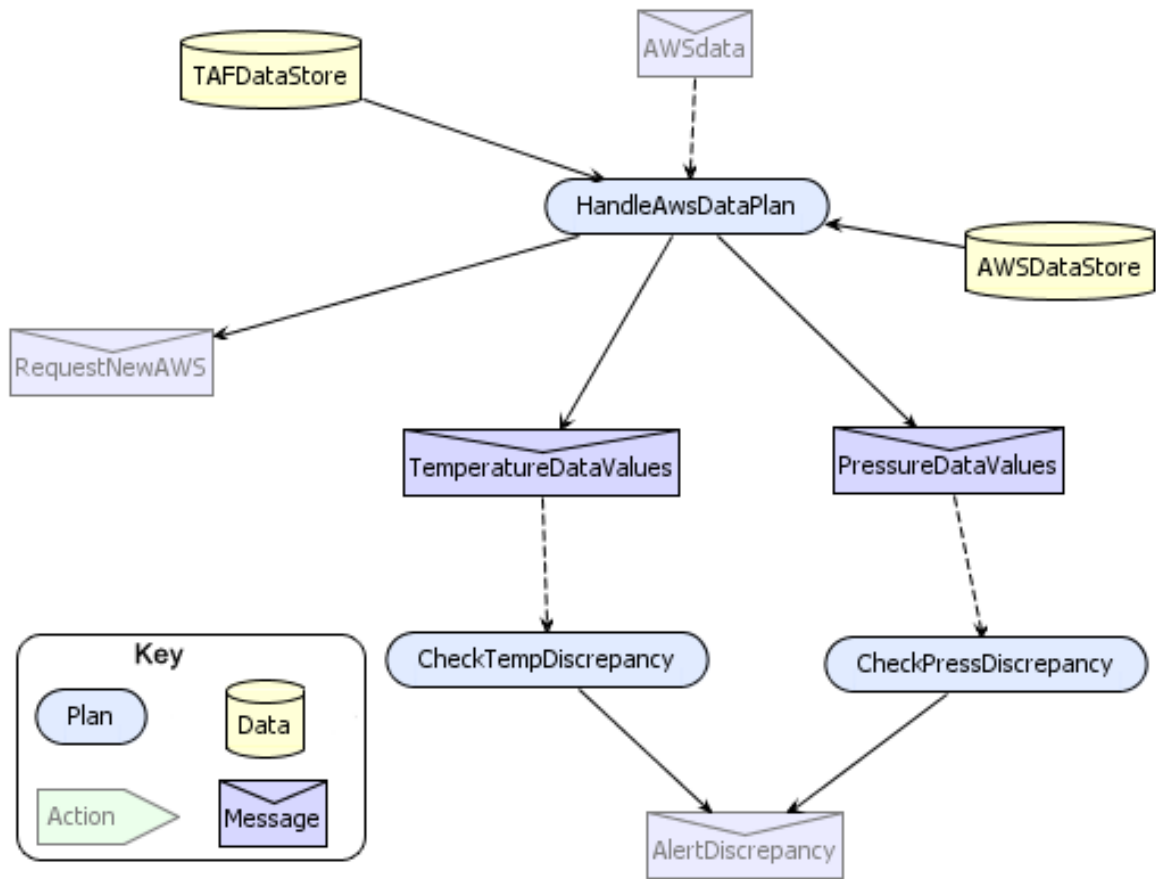 AWSdata
TAFDataStore
HandleAwsDataPlan
AWSDataStore
RequestNewAWS
TemperatureDataValues
PressureDataValues
CheckTempDiscrepancy
CheckPressDiscrepancy
AlertDiscrepancy
Key
Plan
Data
Action
Message